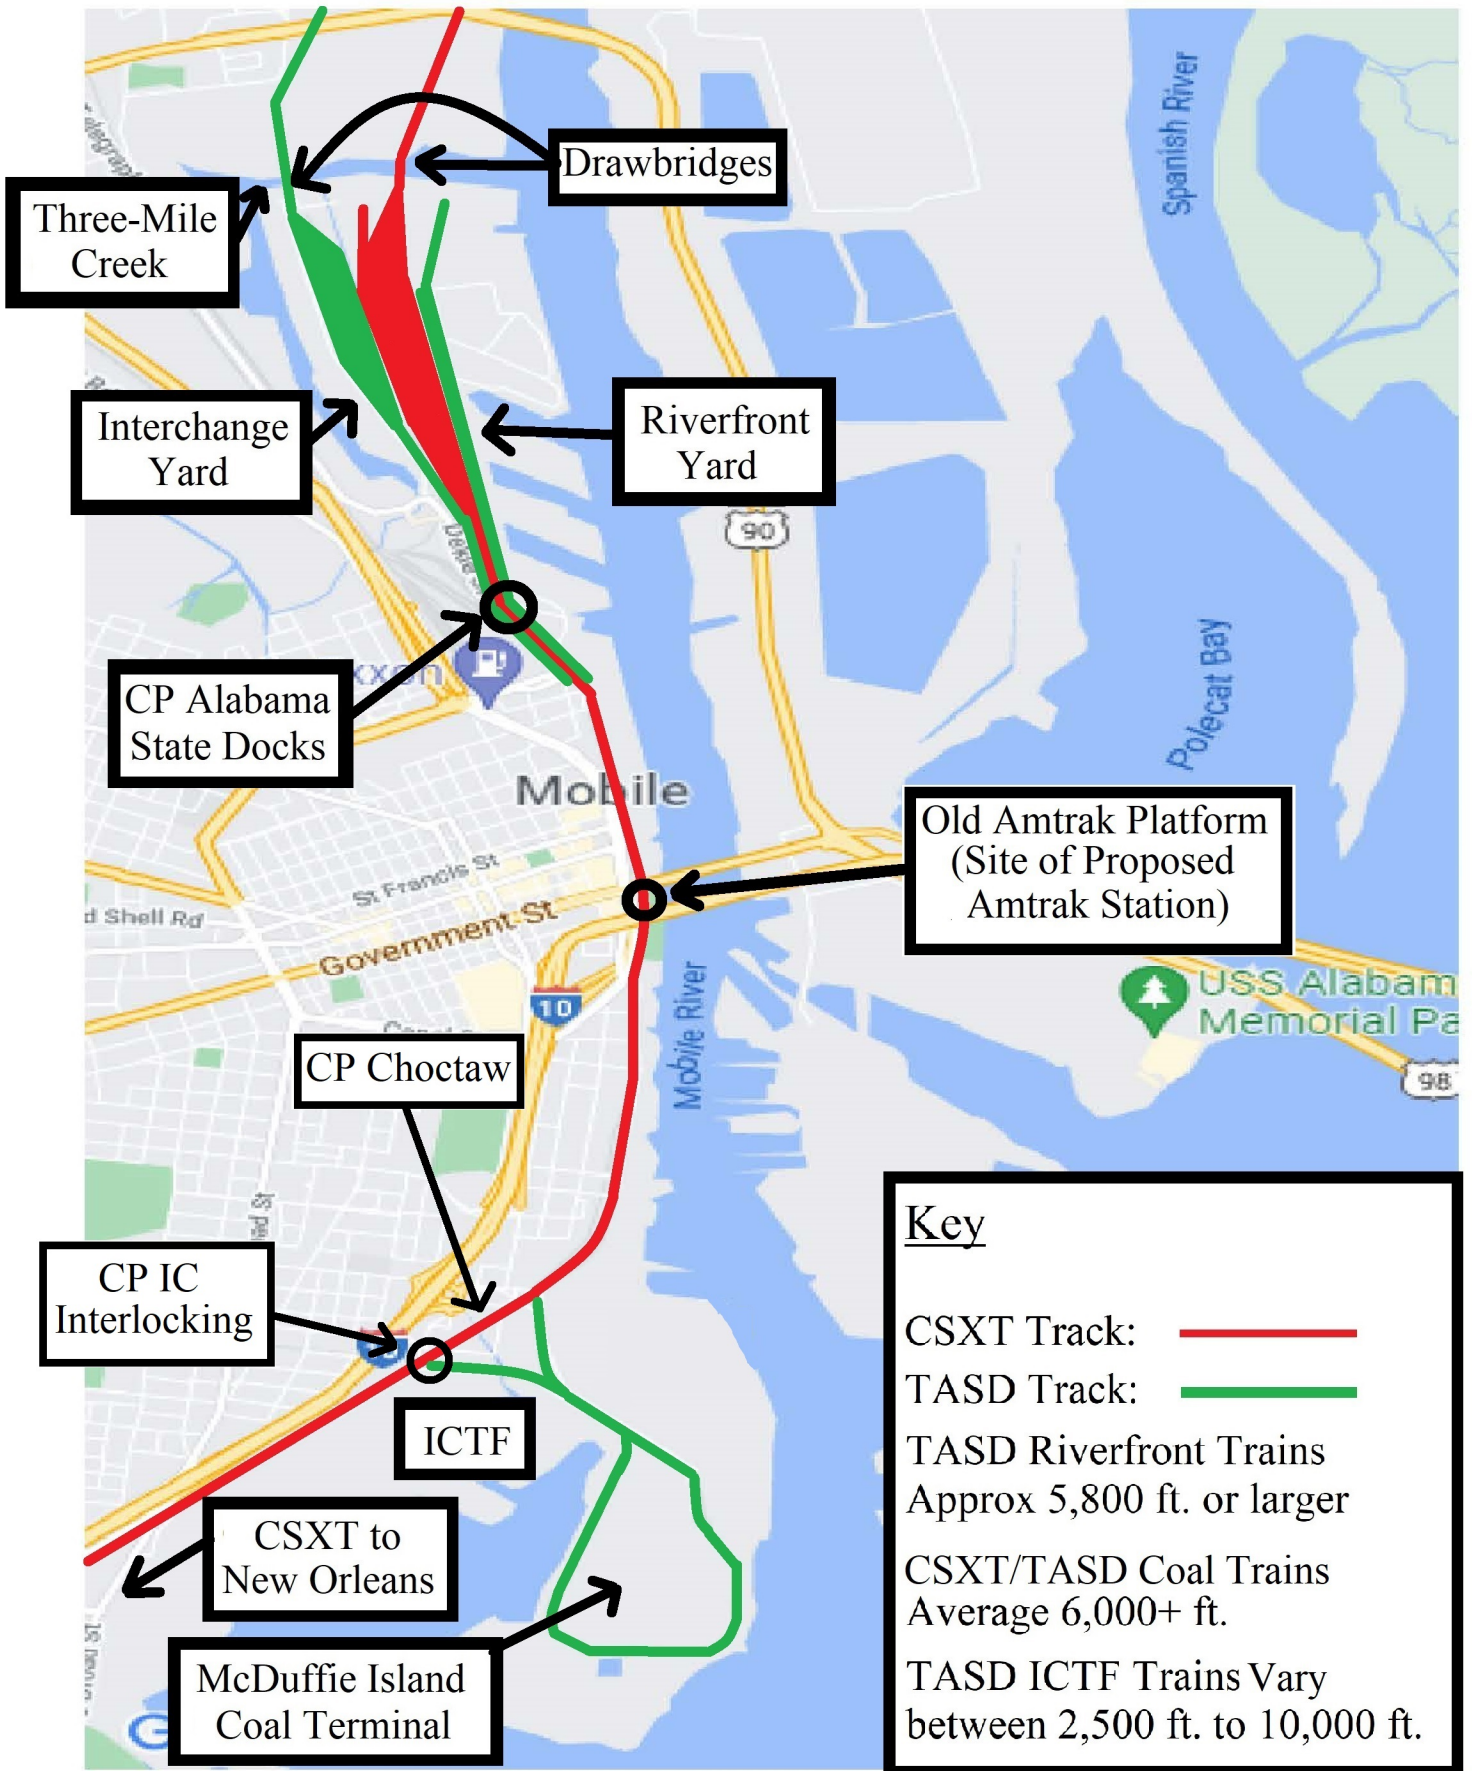 Spanish River
Drawbridges
Three-Mile
Creek
Interchange
Yard
Riverfront
Yard
90
CP Alabama
State Docks
Polecat Bay
Mobile
Old Amtrak Platform
(Site of Proposed
Amtrak Station)
St Francis St
d Shell Rd
Government St
USS Alabam
Memorial Pa
10
Mobile River
98
CP Choctaw
CP IC
Interlocking
ICTF
CSXT to
New Orleans
McDuffie Island
Coal Terminal
Key
CSXT Track:
TASD Track:
TASD Riverfront Trains
Approx 5,800 ft. or larger
CSXT/TASD Coal Trains
Average 6,000+ ft.
TASD ICTF Trains Vary
between 2,500 ft. to 10,000 ft.